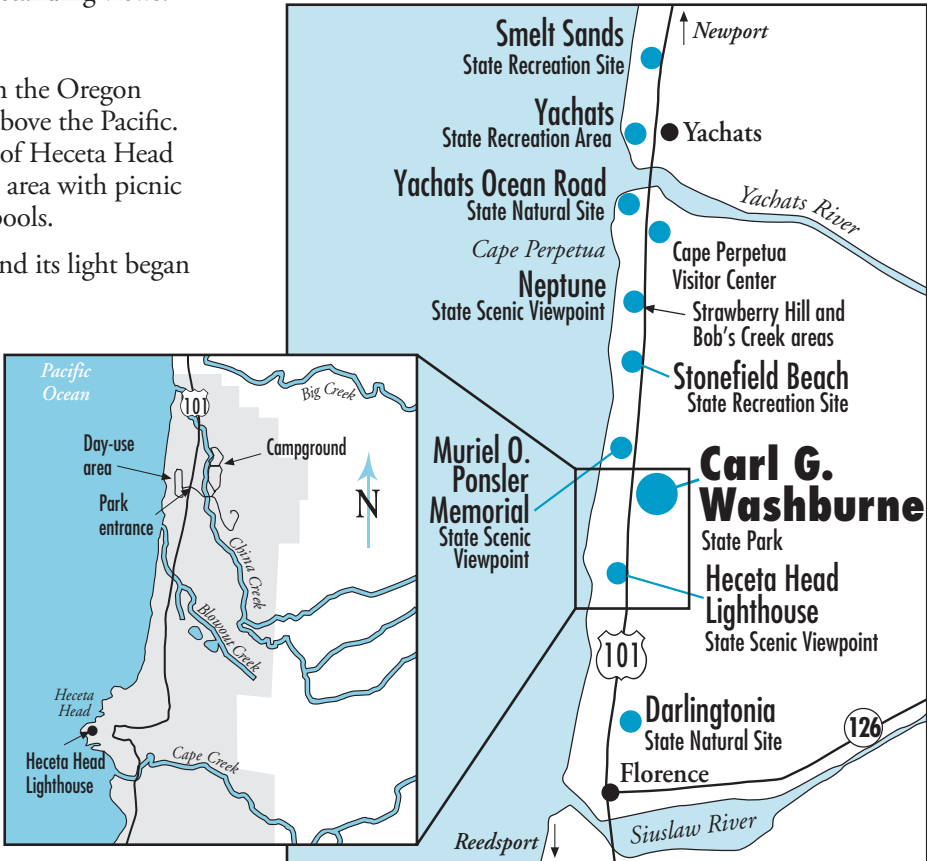 n the Oregon
bove the Pacific.
of Heceta Head
area with picnic
pools.
nd its light began
Newport
Smelt Sands
State Recreation Site
Yachats
State Recreation Area
Yachats
Yachats Ocean Road
State Natural Site
Yachats River
Cape Perpetua
Cape Perpetua
Visitor Center
Neptune
State Scenic Viewpoint
Strawberry Hill and
Bob's Creek areas
Stonefield Beach
State Recreation Site
Muriel O.
Ponsler
Memorial
State Scenic
Viewpoint
Carl G.
Washburne
State Park
Heceta Head
Lighthouse
State Scenic Viewpoint
101
Darlingtonia
State Natural Site
126
Florence
Siuslaw River
Reedsport
Pacific
Ocean
101
Big Creek
Day-use
area
Campground
Park
entrance
N
China Creek
Blowout Creek
Heceta
Head
Heceta Head
Lighthouse
Cape Creek